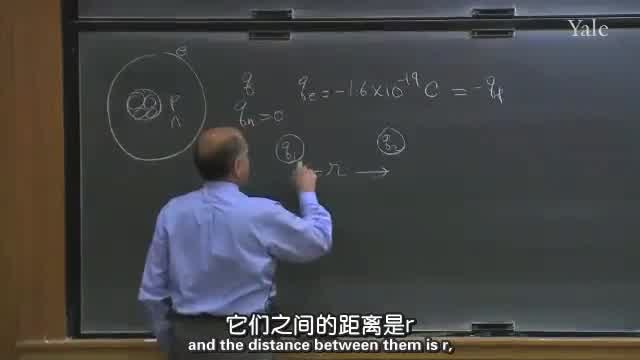 Yale
e
P
n
q
q_n = 0
q_e = -1.6 × 10^-19 C = -q_p
q_1
q_2
r
它们之间的距离是r
and the distance between them is r,